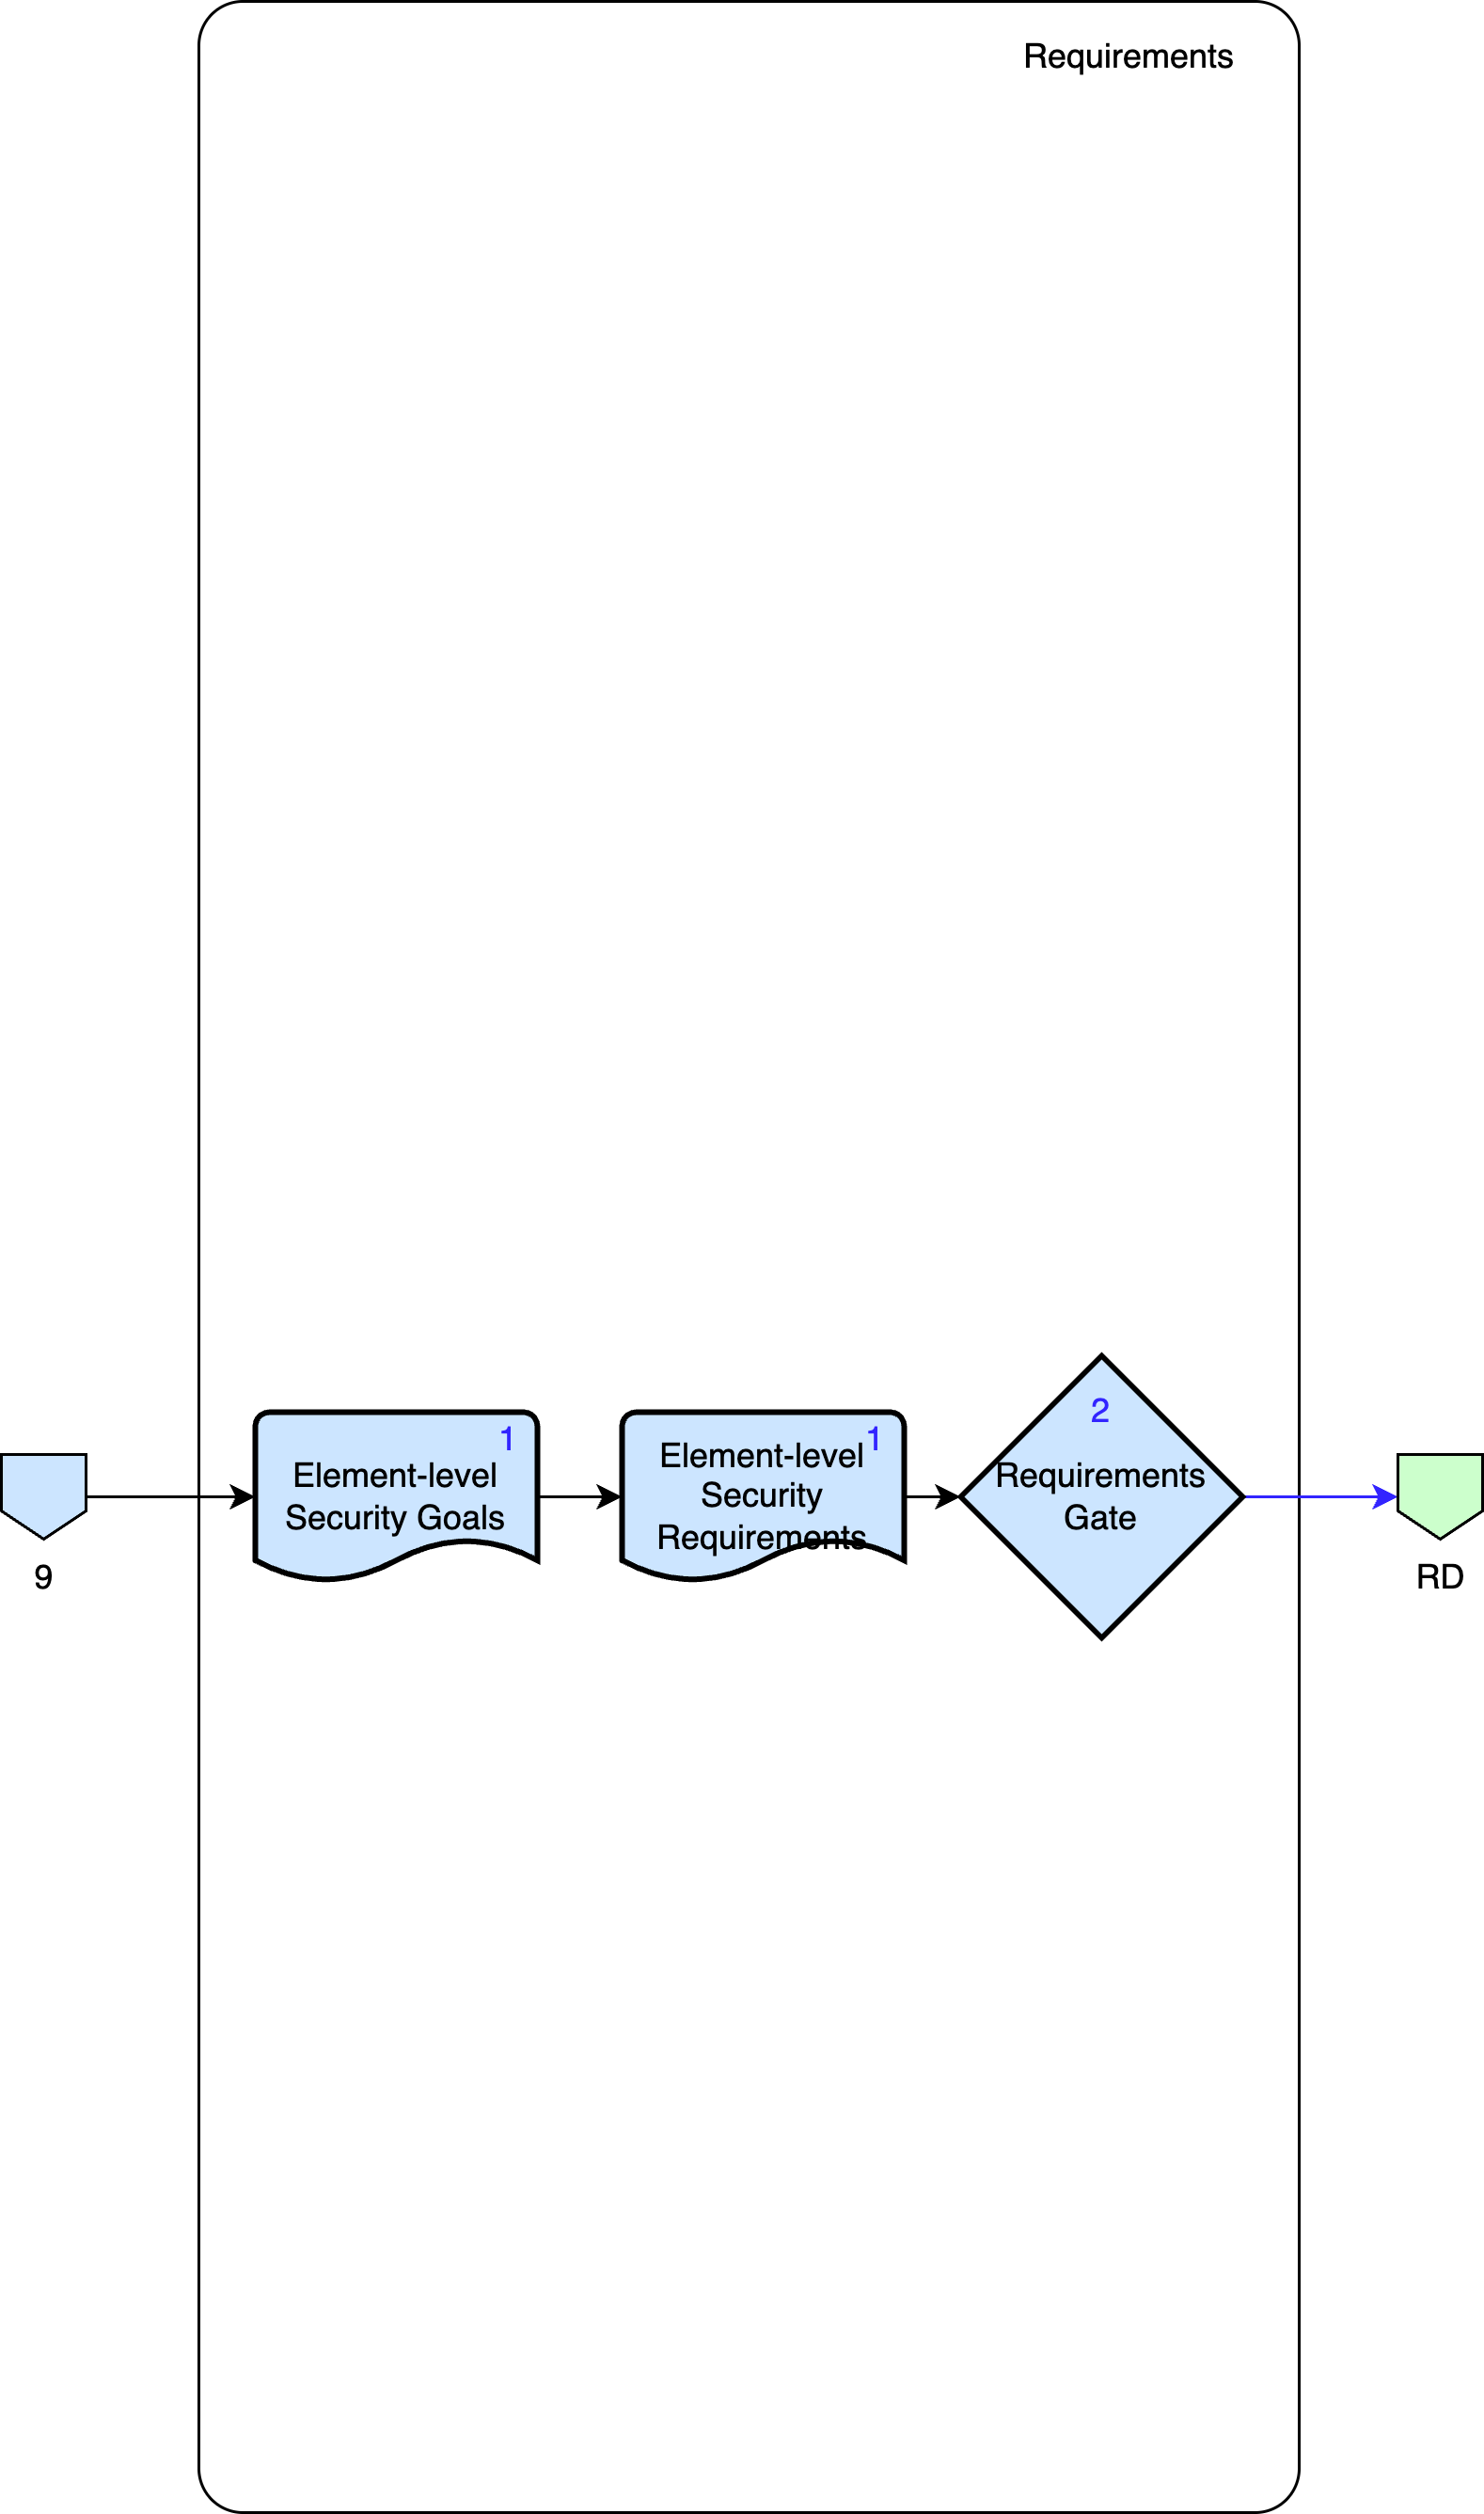 Requirements
1
Element-level
Security Goals
1
Element-level
Security
Requirements
2
Requirements
Gate
9
RD